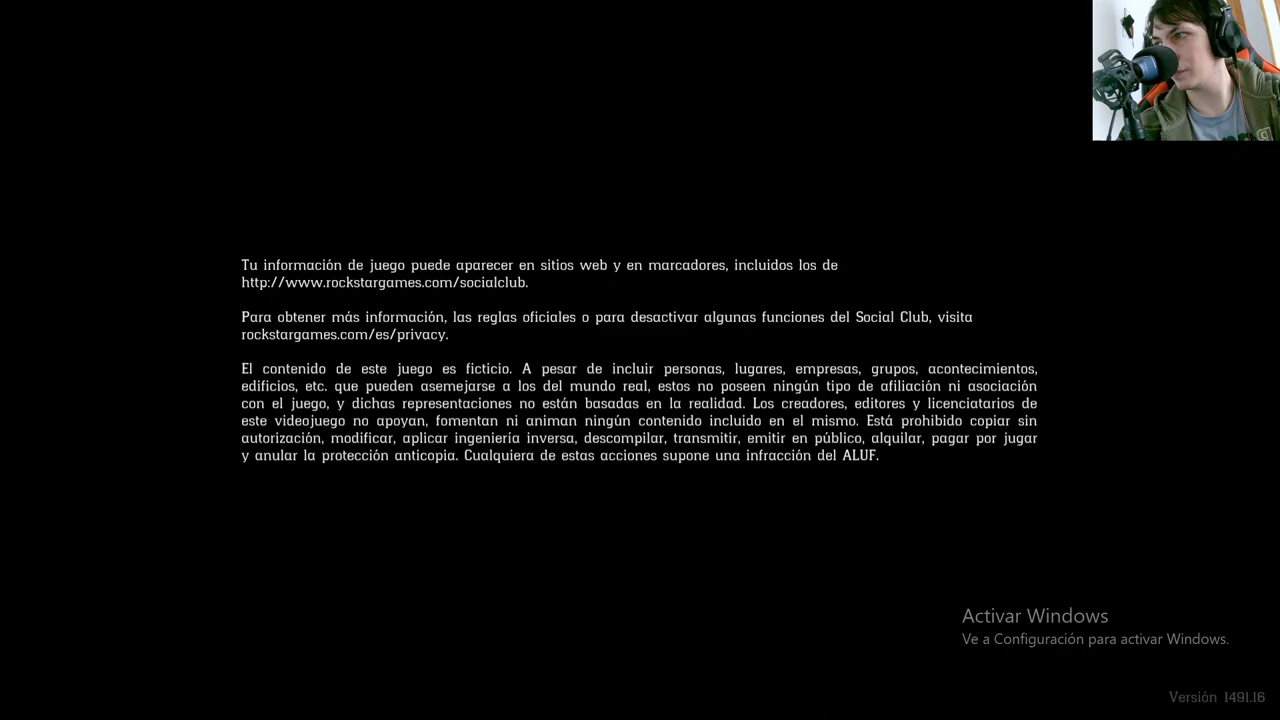 Tu información de juego puede aparecer en sitios web y en marcadores, incluidos los de
http://www.rockstargames.com/socialclub.
Para obtener más información, las reglas oficiales o para desactivar algunas funciones del Social Club, visita
rockstargames.com/es/privacy.
El contenido de este juego es ficticio. A pesar de incluir personas, lugares, empresas, grupos, acontecimientos,
edificios, etc. que pueden asemejarse a los del mundo real, estos no poseen ningún tipo de afiliación ni asociación
con el juego, y dichas representaciones no están basadas en la realidad. Los creadores, editores y licenciatarios de
este videojuego no apoyan, fomentan ni animan ningún contenido incluido en el mismo. Está prohibido copiar sin
autorización, modificar, aplicar ingeniería inversa, descompilar, transmitir, emitir en público, alquilar, pagar por jugar
y anular la protección anticopia. Cualquiera de estas acciones supone una infracción del ALUF.
Activar Windows
Ve a Configuración para activar Windows.
Versión 1491.16